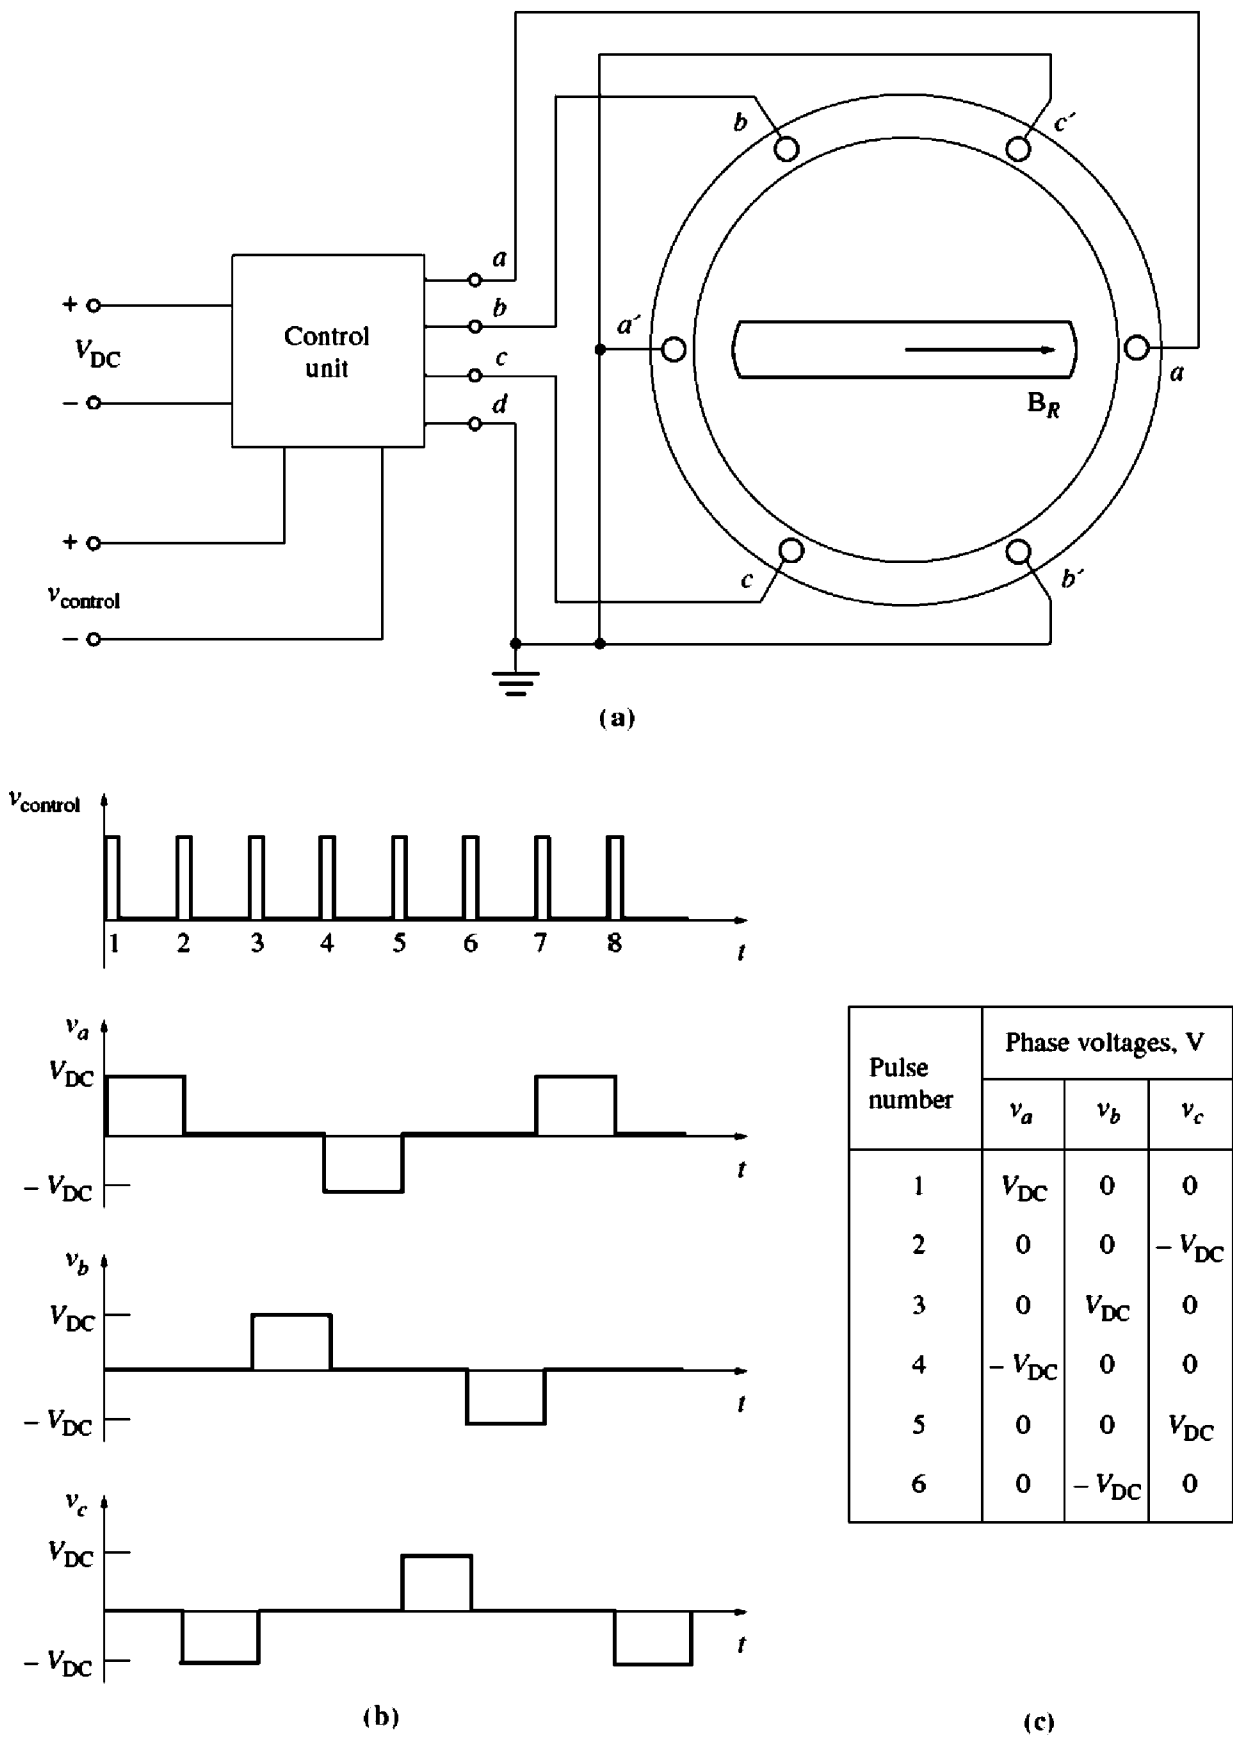 a
b
c
d
+
V_DC
−
Control
unit
+
v_control
−
b
c´
a´
a
B_R
c
b´
(a)
v_control
1 2 3 4 5 6 7 8
t
v_a
V_DC
− V_DC
t
v_b
V_DC
− V_DC
t
v_c
V_DC
− V_DC
t
(b)
Pulse
number
Phase voltages, V
v_a v_b v_c
1 V_DC 0 0
2 0 0 − V_DC
3 0 V_DC 0
4 − V_DC 0 0
5 0 0 V_DC
6 0 − V_DC 0
(c)